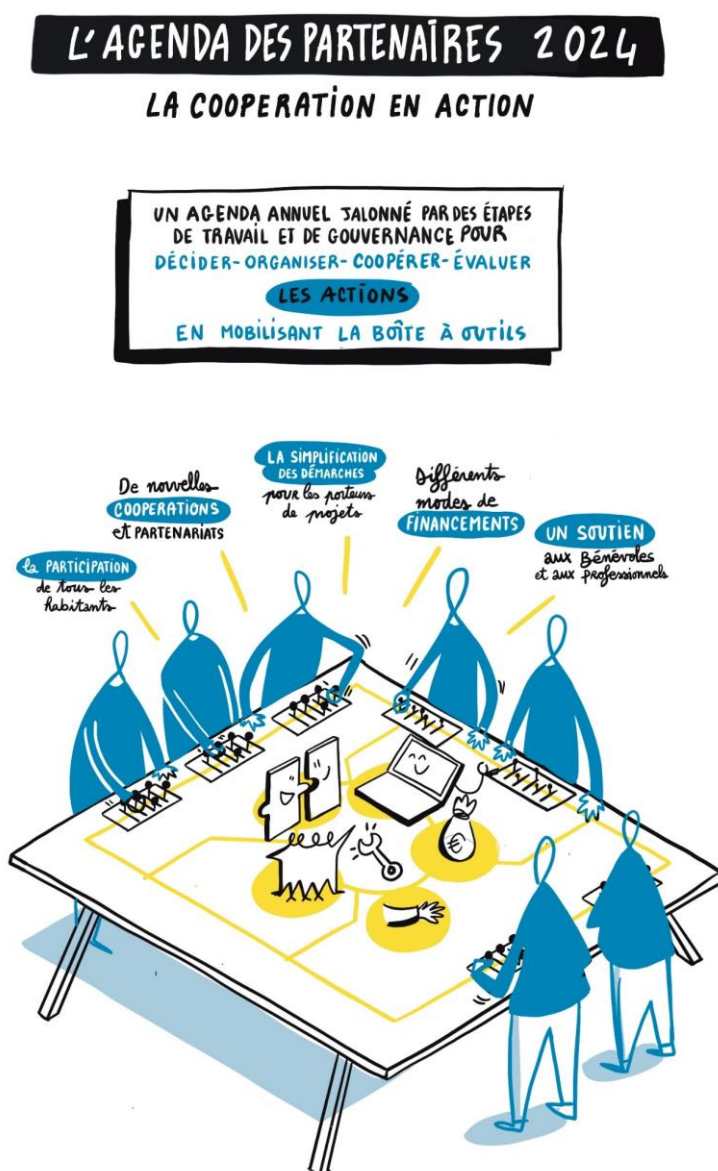 L'AGENDA DES PARTENAIRES 2024
LA COOPERATION EN ACTION
UN AGENDA ANNUEL JALONNÉ PAR DES ÉTAPES
DE TRAVAIL ET DE GOUVERNANCE POUR
DÉCIDER-ORGANISER-COOPÉRER-ÉVALUER
LES ACTIONS
EN MOBILISANT LA BOÎTE À OUTILS
la PARTICIPATION
de tous les
habitants
De nouvelles
COOPERATIONS
et PARTENARIATS
LA SIMPLIFICATION
DES DÉMARCHES
pour les porteurs
de projets
Différents
modes de
FINANCEMENTS
UN SOUTIEN
aux Bénévoles
et aux professionnels
€